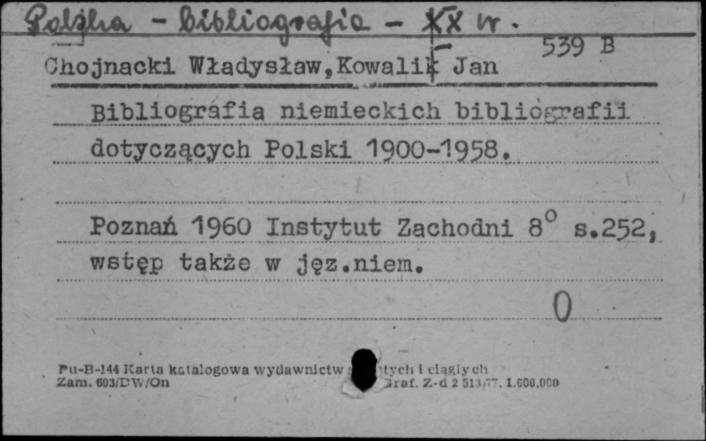 Polska - bibliografia - XX w.
539 B
Chojnacki Władysław,Kowalik Jan
Bibliografia niemieckich bibliografii
dotyczących Polski 1900-1958.
Poznań 1960 Instytut Zachodni 8° s.252,
wstęp także w jęz.niem.
0
Pu-B-144 Karta katalogowa wydawnictw i ciągłych
Zam. 603/DW/On Graf. Z-d 2 513/77. 1.600.000